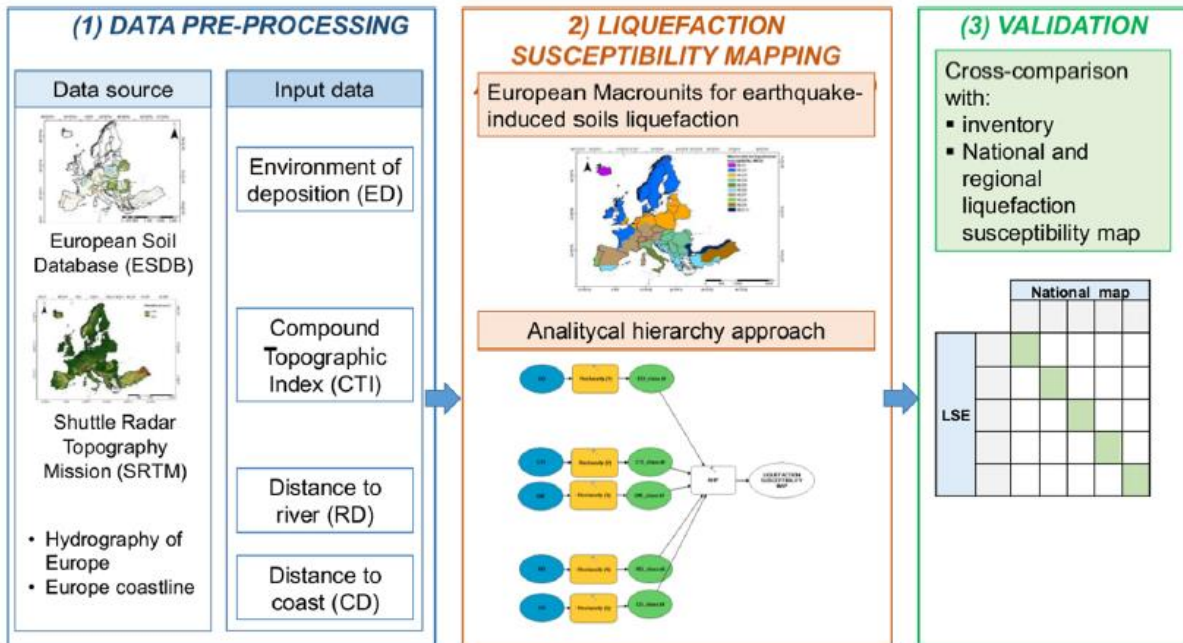 (1) DATA PRE-PROCESSING
Data source
European Soil
Database (ESDB)
Shuttle Radar
Topography
Mission (SRTM)
• Hydrography of
Europe
• Europe coastline
Input data
Environment of
deposition (ED)
Compound
Topographic
Index (CTI)
Distance to
river (RD)
Distance to
coast (CD)
2) LIQUEFACTION
SUSCEPTIBILITY MAPPING
European Macrounits for earthquake-
induced soils liquefaction
Analitycal hierarchy approach
LIQUEFACTION
SUSCEPTIBILITY
MAP
(3) VALIDATION
Cross-comparison
with:
▪ inventory
▪ National and
regional
liquefaction
susceptibility map
National map
LSE